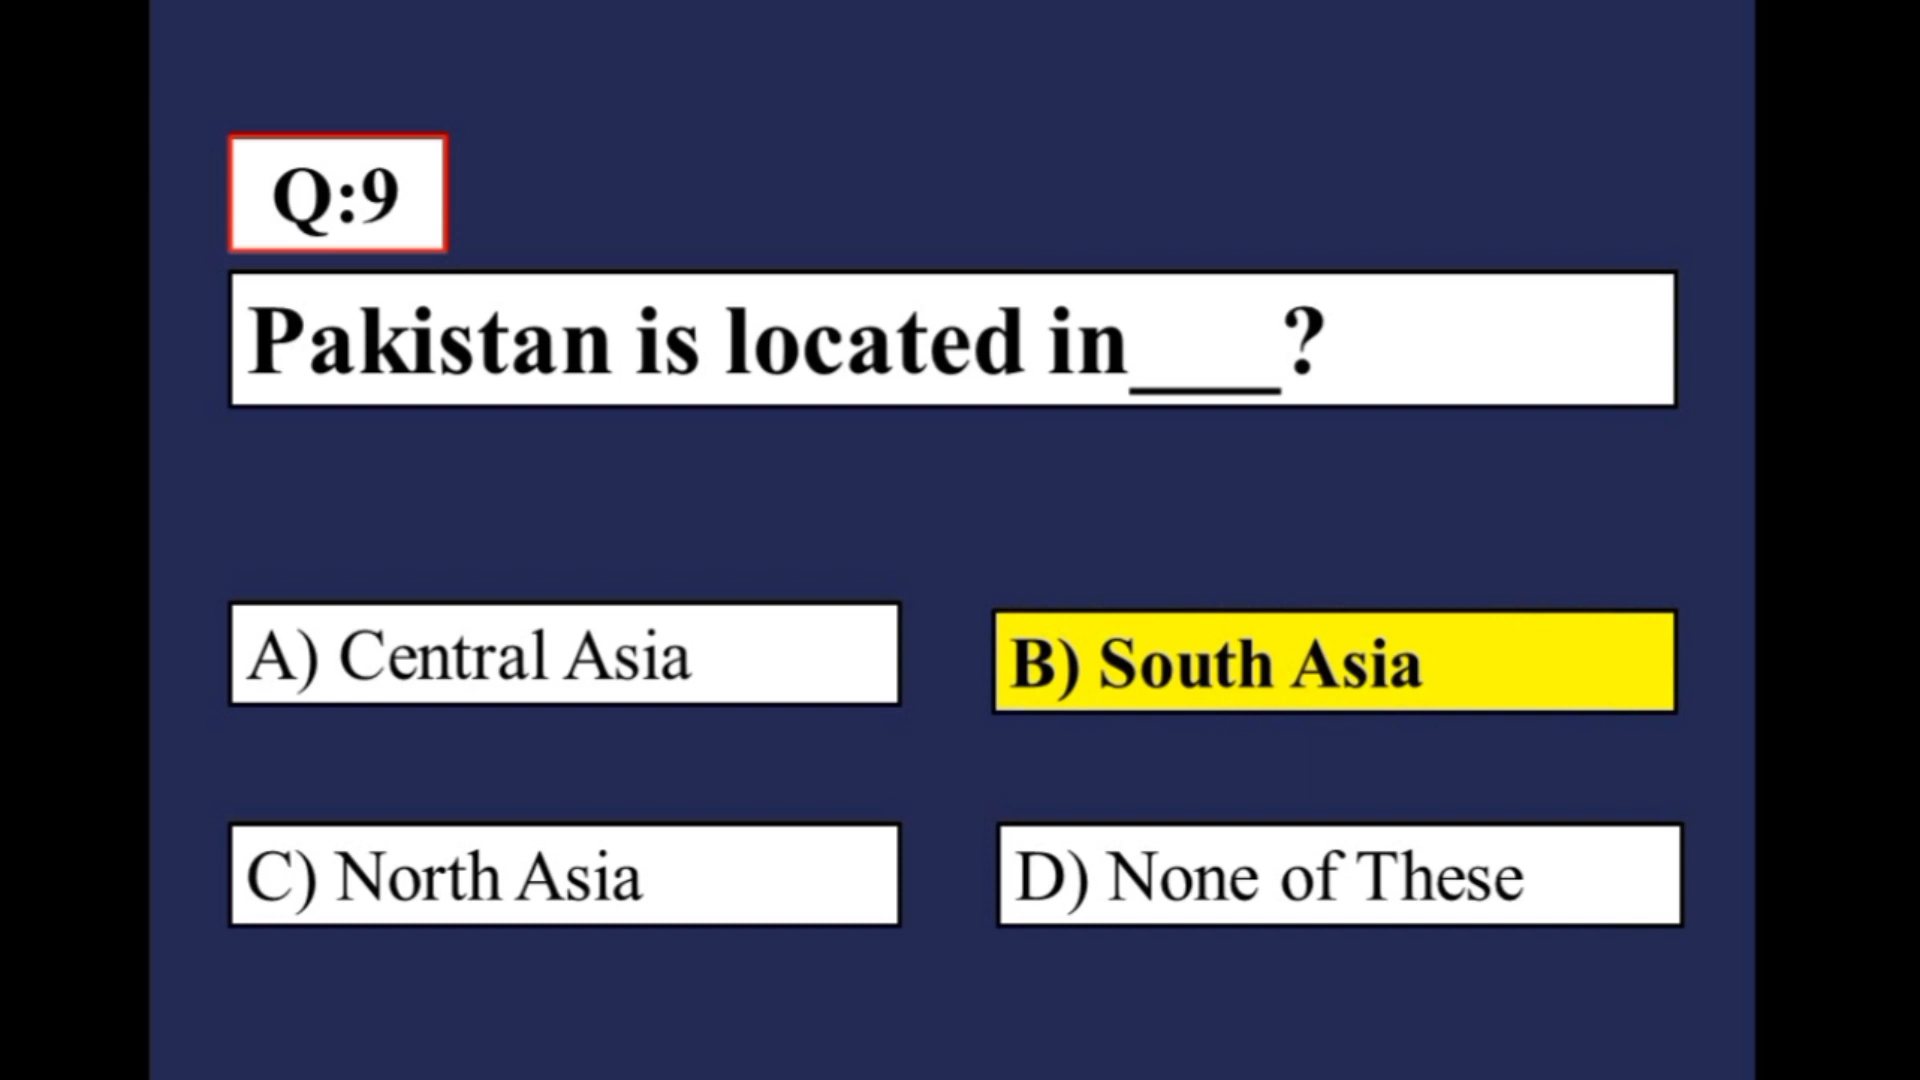 Q:9
Pakistan is located in___?
A) Central Asia
B) South Asia
C) North Asia
D) None of These